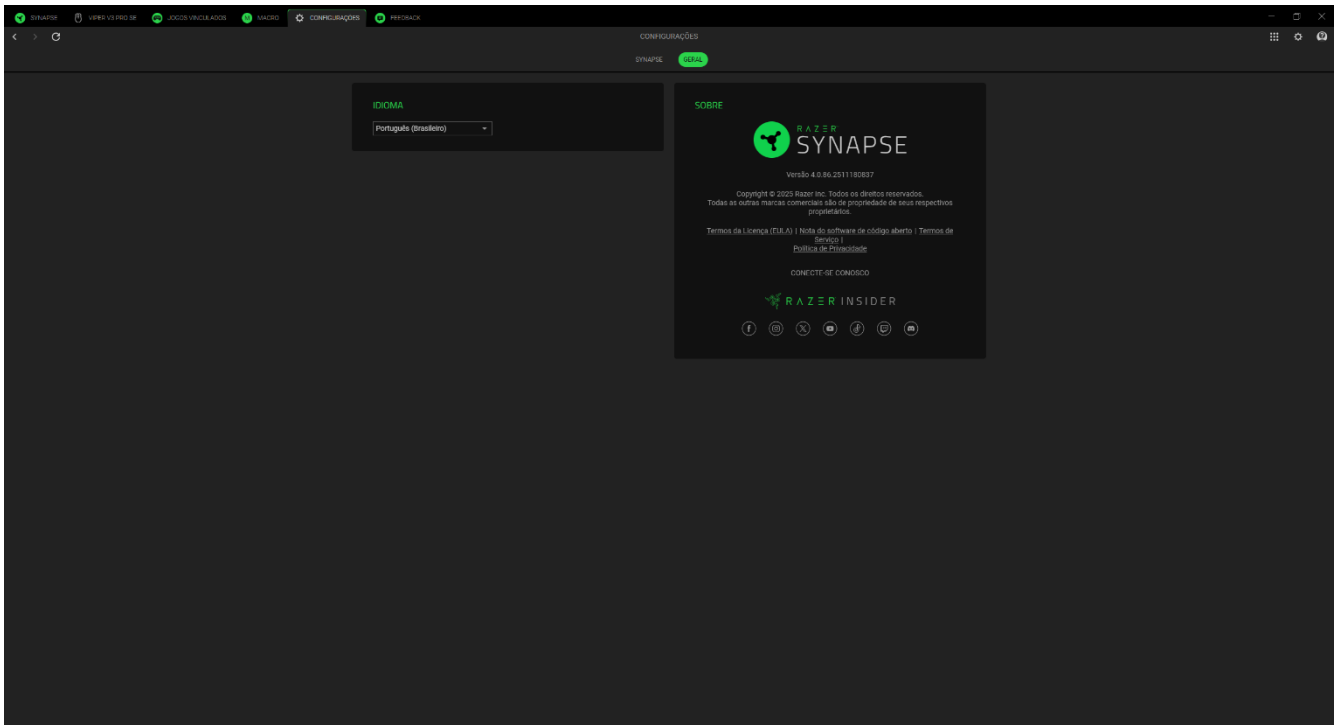 SYNAPSE VIPER V3 PRO SE JOGOS VINCULADOS MACRO CONFIGURAÇÕES FEEDBACK
CONFIGURAÇÕES
SYNAPSE GERAL
IDIOMA
Português (Brasileiro)
SOBRE
RAZER
SYNAPSE
Versão 4.0.86.2511180837
Copyright © 2025 Razer Inc. Todos os direitos reservados.
Todas as outras marcas comerciais são de propriedade de seus respectivos
proprietários.
Termos da Licença (EULA) | Nota do software de código aberto | Termos de
Serviço |
Política de Privacidade
CONECTE-SE CONOSCO
RAZER INSIDER